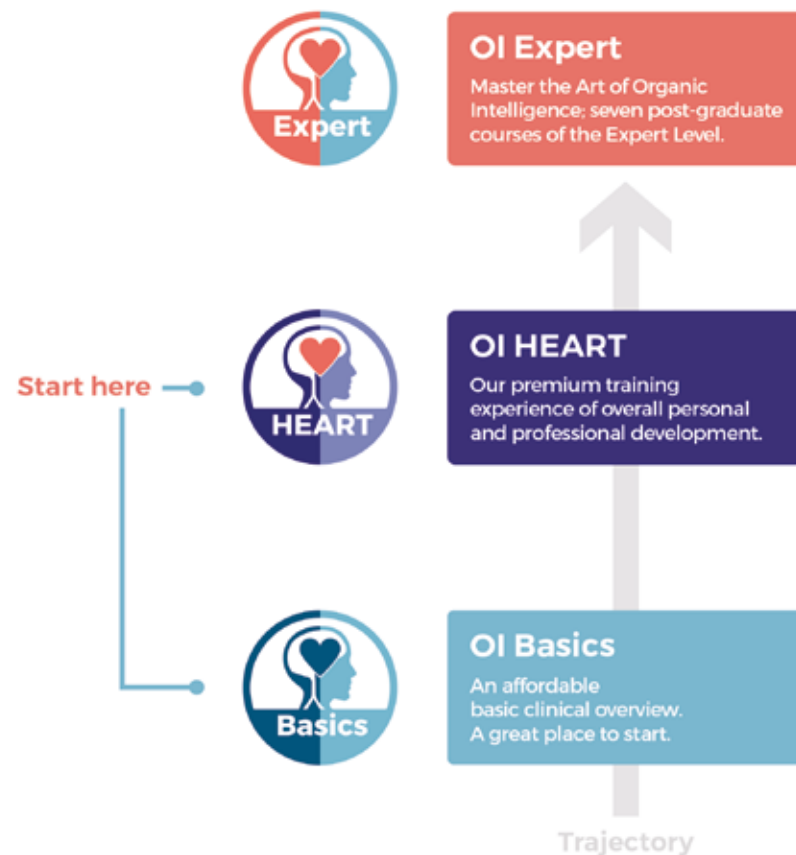 Expert
OI Expert
Master the Art of Organic
Intelligence; seven post-graduate
courses of the Expert Level.
Start here
HEART
OI HEART
Our premium training
experience of overall personal
and professional development.
Basics
OI Basics
An affordable
basic clinical overview.
A great place to start.
Trajectory